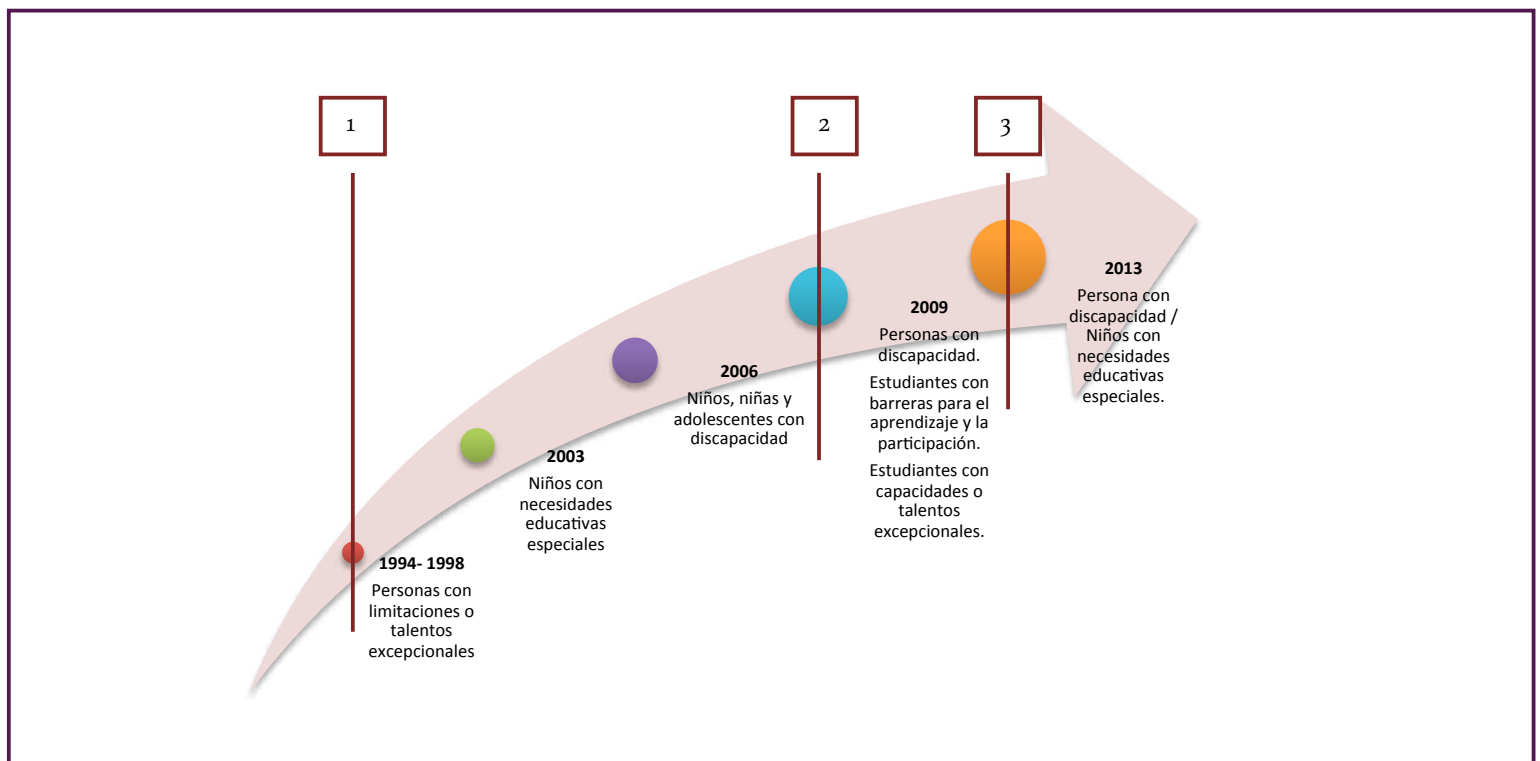 1
2
3
1994- 1998
Personas con
limitaciones o
talentos
excepcionales
2003
Niños con
necesidades
educativas
especiales
2006
Niños, niñas y
adolescentes con
discapacidad
2009
Personas con
discapacidad.
Estudiantes con
barreras para el
aprendizaje y la
participación.
Estudiantes con
capacidades o
talentos
excepcionales.
2013
Persona con
discapacidad /
Niños con
necesidades
educativas
especiales.